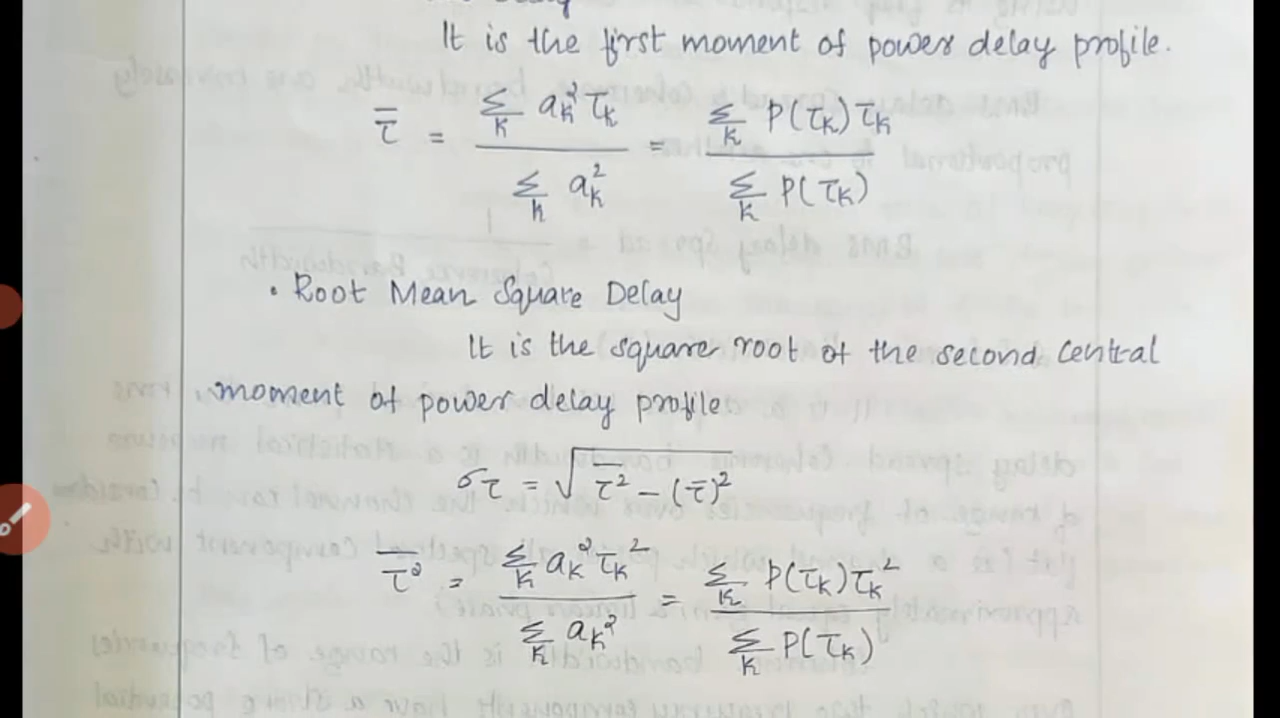 Delay
It is the first moment of power delay profile.
τ̅ = Σ_K a_K² τ_K / Σ_K a_K² = Σ_K P(τ_K) τ_K / Σ_K P(τ_K)
• Root Mean Square Delay
It is the square root of the second central
moment of power delay profile
σ_τ = √(τ̅² − (τ̅)²)
τ̅² = Σ_K a_K² τ_K² / Σ_K a_K² = Σ_K P(τ_K) τ_K² / Σ_K P(τ_K)